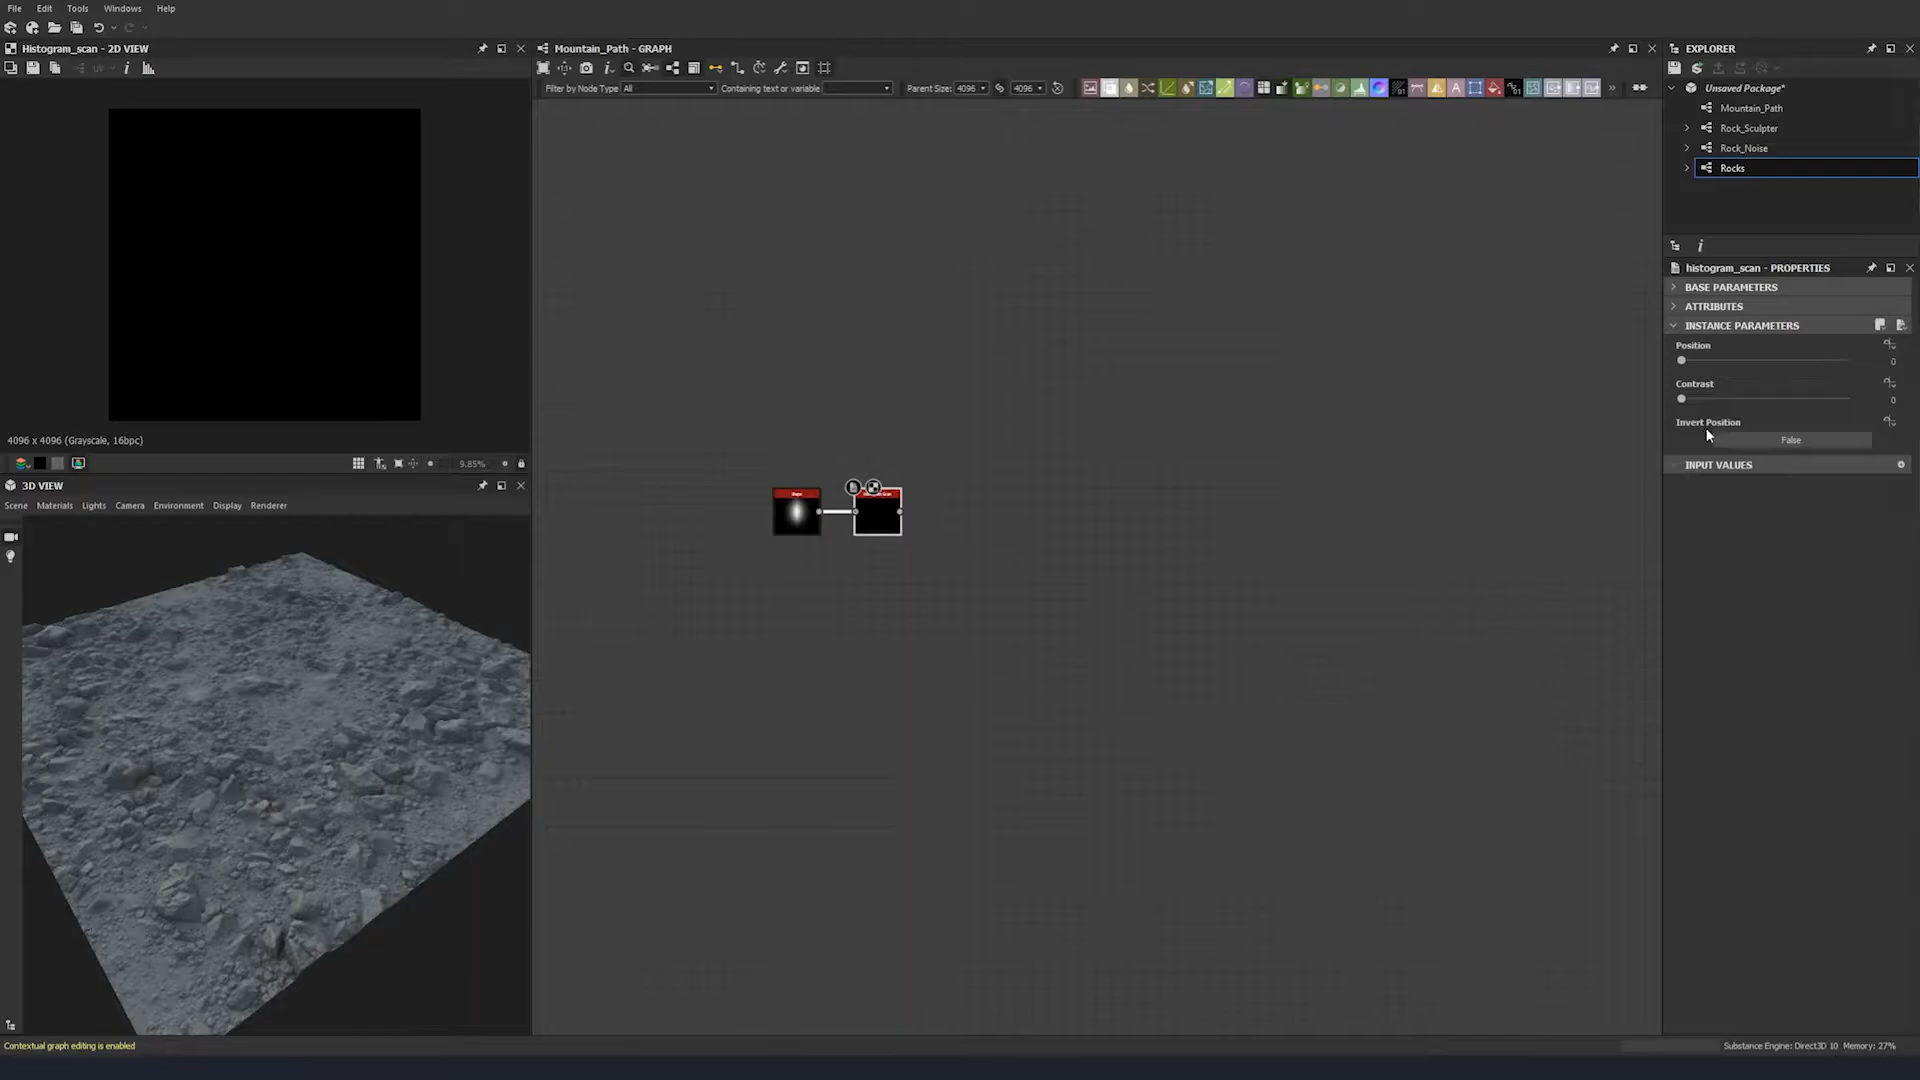 File Edit Tools Windows Help
Histogram_scan - 2D VIEW
4096 x 4096 (Grayscale, 16bpc)
9.85%
3D VIEW
Scene Materials Lights Camera Environment Display Renderer
Contextual graph editing is enabled
Mountain_Path - GRAPH
Filter by Node Type All Containing text or variable Parent Size: 4096 4096
EXPLORER
Unsaved Package*
Mountain_Path
Rock_Sculpter
Rock_Noise
Rocks
histogram_scan - PROPERTIES
BASE PARAMETERS
ATTRIBUTES
INSTANCE PARAMETERS
Position
0
Contrast
0
Invert Position
False
INPUT VALUES
Substance Engine: Direct3D 10 Memory: 27%